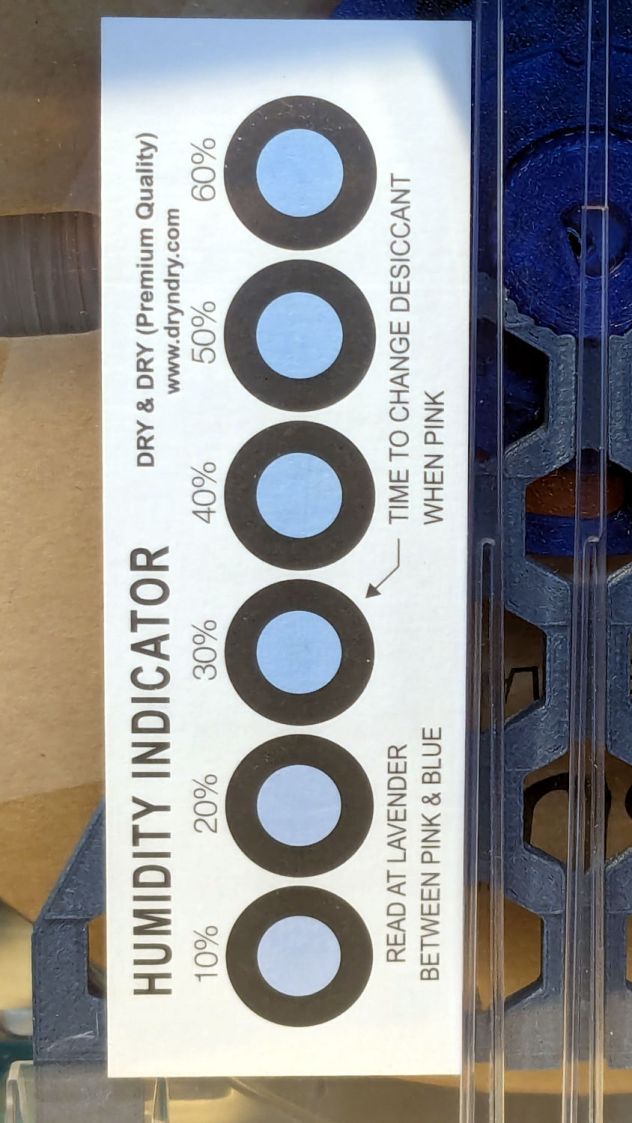 HUMIDITY INDICATOR
DRY & DRY (Premium Quality)
www.dryndry.com
10% 20% 30% 40% 50% 60%
READ AT LAVENDER
BETWEEN PINK & BLUE
TIME TO CHANGE DESICCANT
WHEN PINK